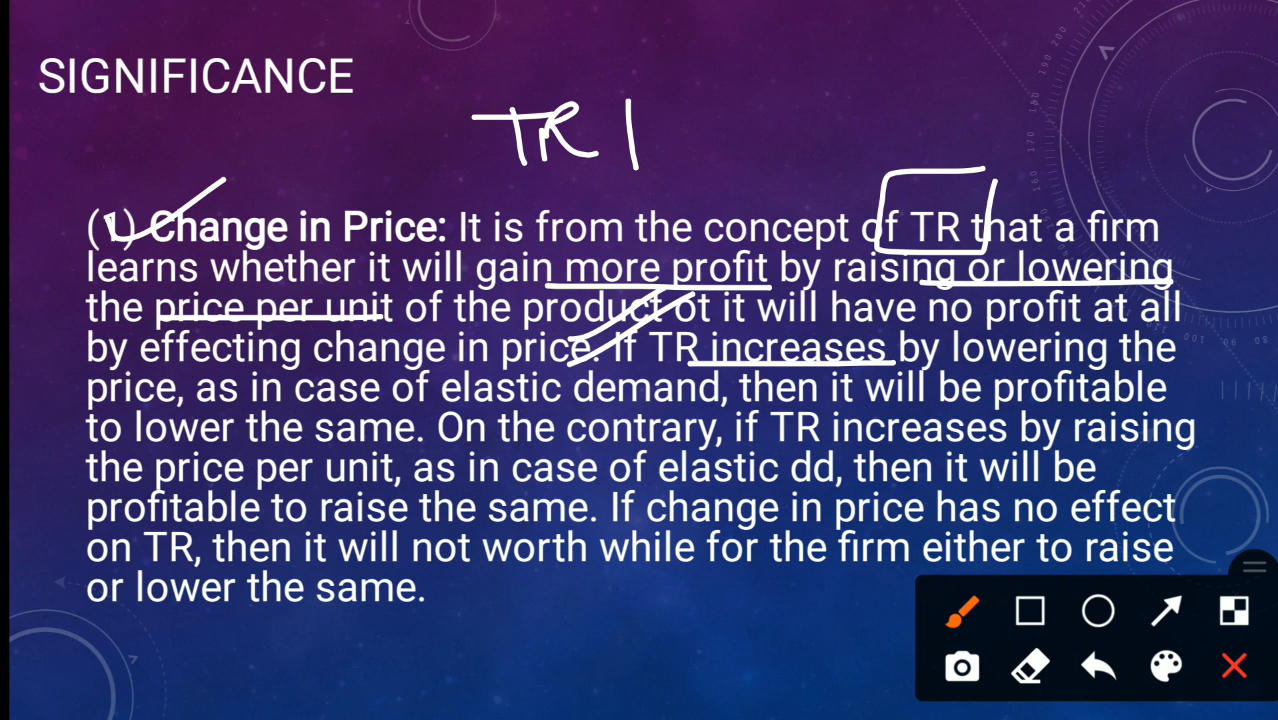 SIGNIFICANCE
TR |
(1) Change in Price: It is from the concept of TR that a firm
learns whether it will gain more profit by raising or lowering
the price per unit of the product ot it will have no profit at all
by effecting change in price. If TR increases by lowering the
price, as in case of elastic demand, then it will be profitable
to lower the same. On the contrary, if TR increases by raising
the price per unit, as in case of elastic dd, then it will be
profitable to raise the same. If change in price has no effect
on TR, then it will not worth while for the firm either to raise
or lower the same.